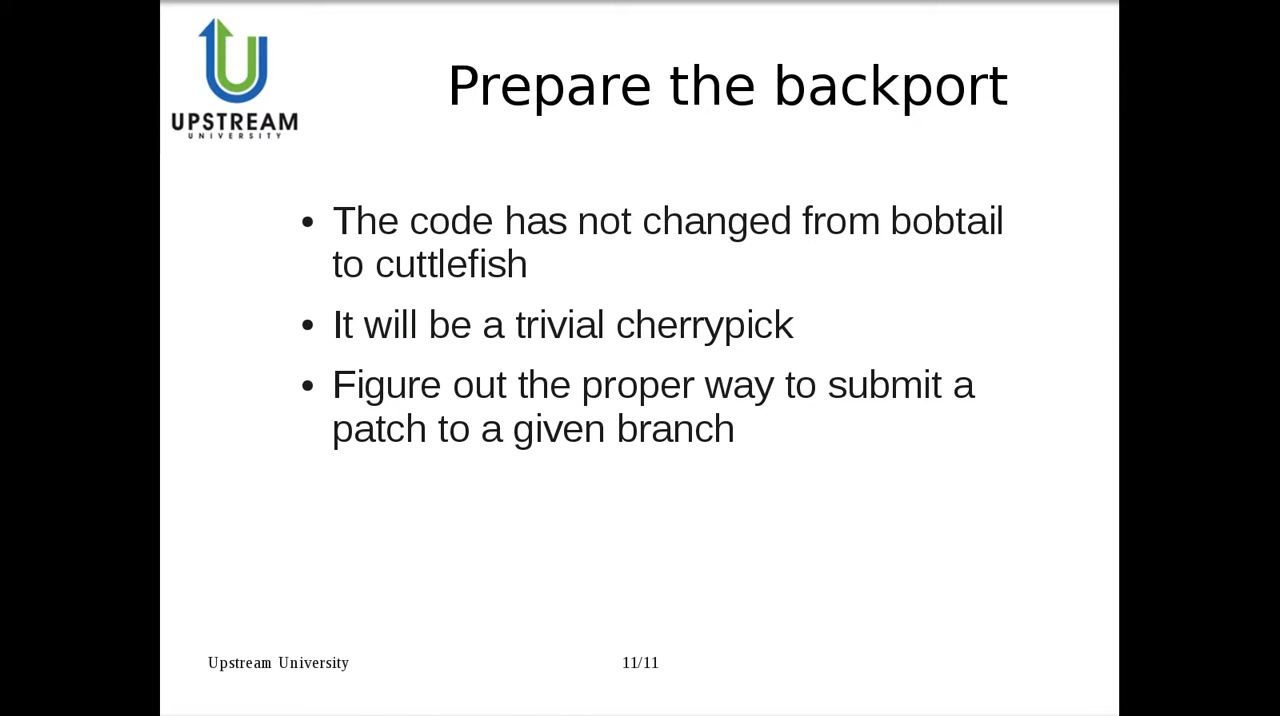 UPSTREAM
UNIVERSITY
Prepare the backport
• The code has not changed from bobtail
to cuttlefish
• It will be a trivial cherrypick
• Figure out the proper way to submit a
patch to a given branch
Upstream University
11/11